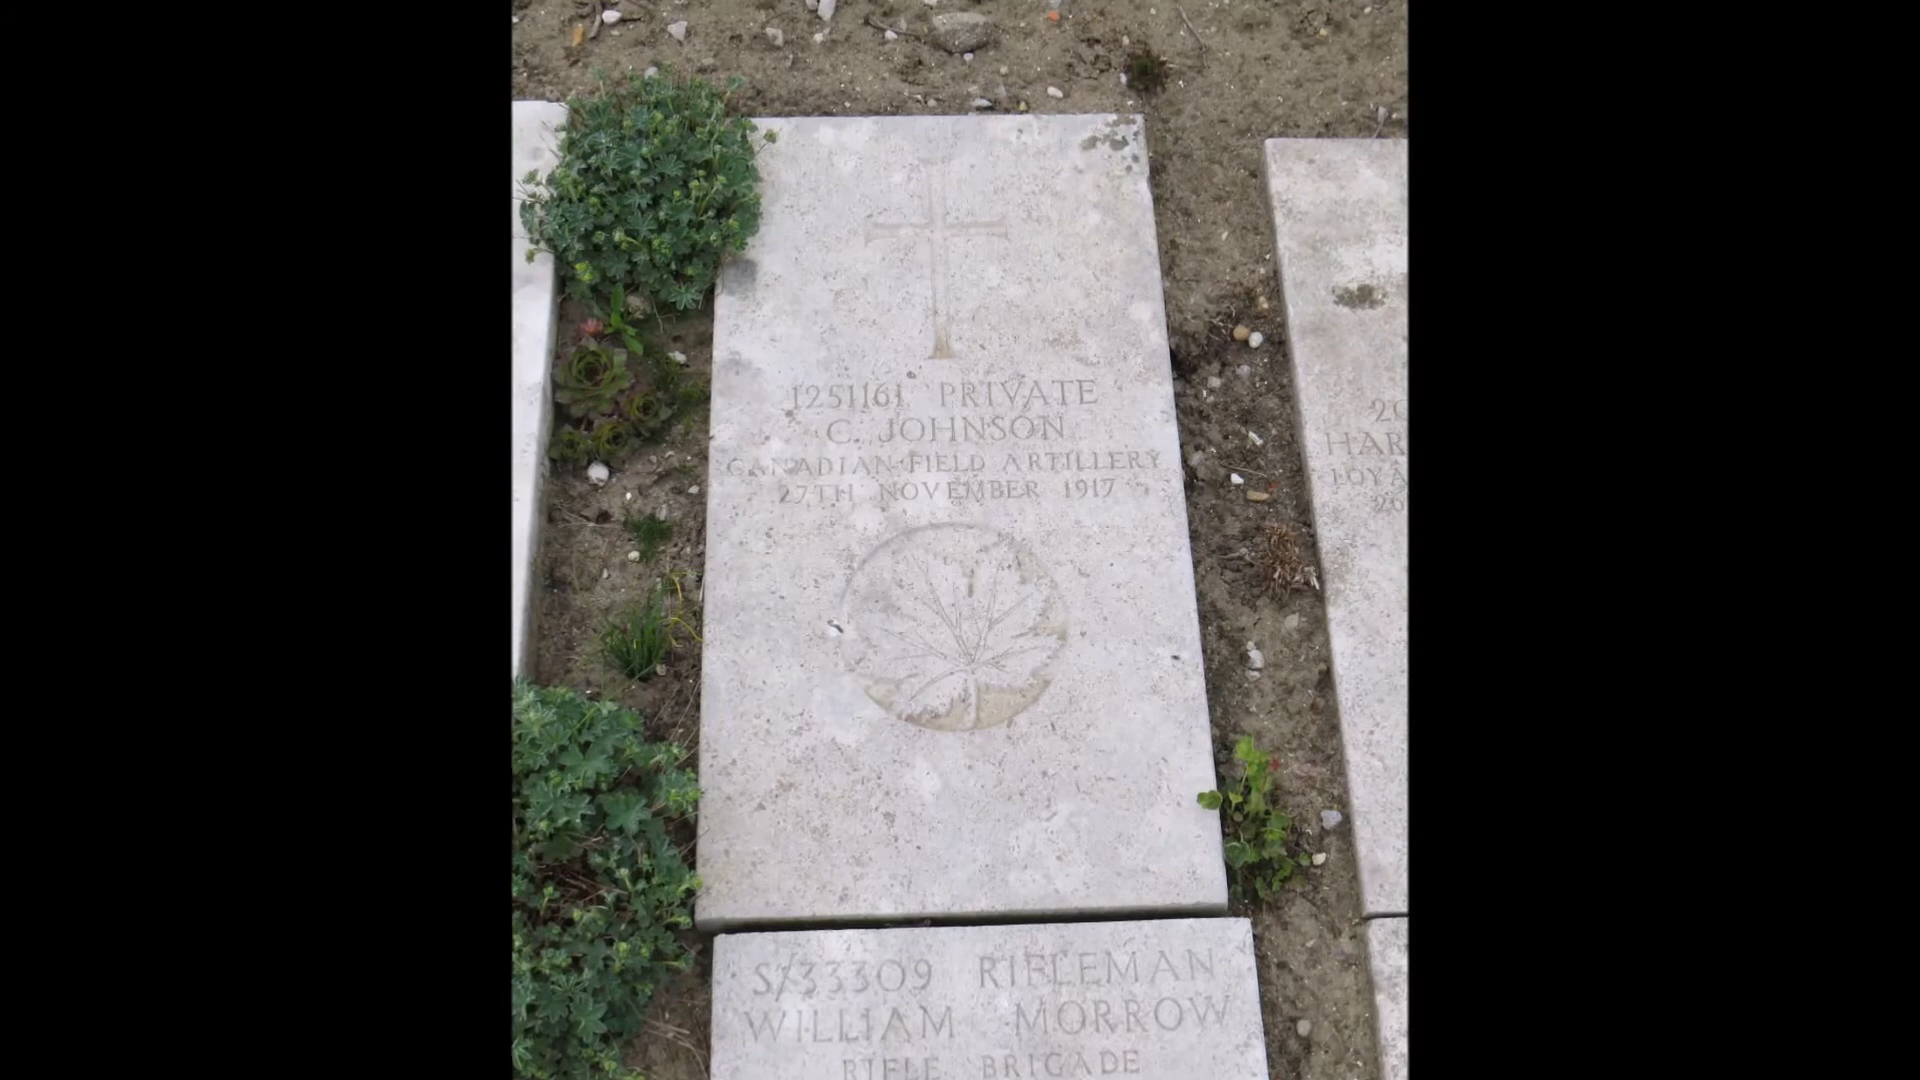 1251161 PRIVATE
C. JOHNSON
CANADIAN FIELD ARTILLERY
27TH NOVEMBER 1917
S/33309 RIFLEMAN
WILLIAM MORROW
RIFLE BRIGADE